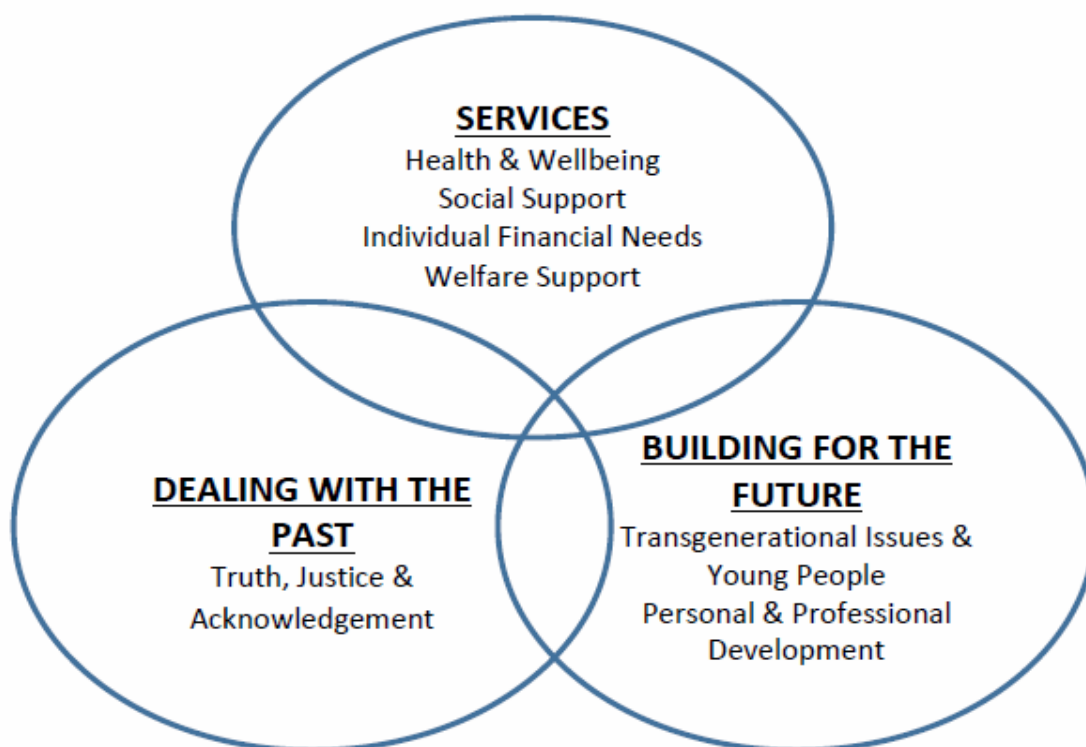 SERVICES
Health & Wellbeing
Social Support
Individual Financial Needs
Welfare Support
DEALING WITH THE
PAST
Truth, Justice &
Acknowledgement
BUILDING FOR THE
FUTURE
Transgenerational Issues &
Young People
Personal & Professional
Development